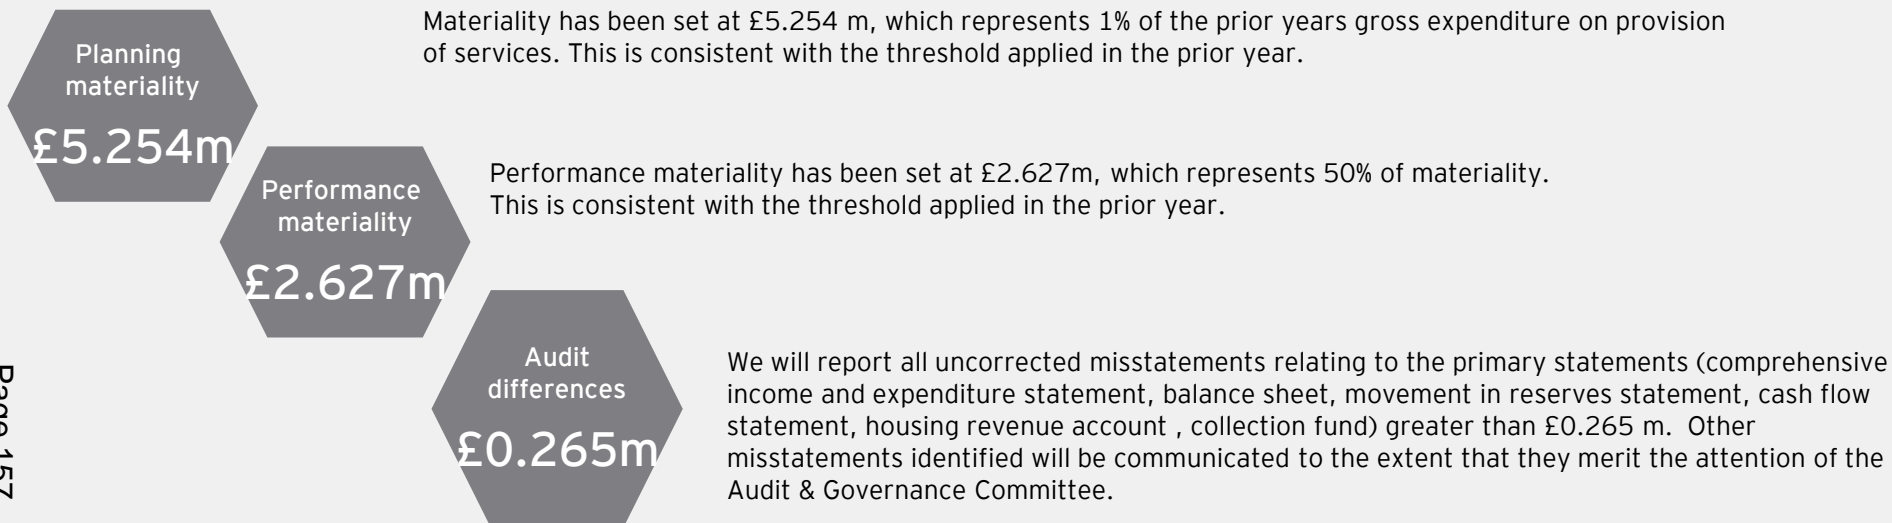 Planning
materiality
£5.254m
Materiality has been set at £5.254 m, which represents 1% of the prior years gross expenditure on provision
of services. This is consistent with the threshold applied in the prior year.
Performance
materiality
£2.627m
Performance materiality has been set at £2.627m, which represents 50% of materiality.
This is consistent with the threshold applied in the prior year.
Audit
differences
£0.265m
We will report all uncorrected misstatements relating to the primary statements (comprehensive
income and expenditure statement, balance sheet, movement in reserves statement, cash flow
statement, housing revenue account , collection fund) greater than £0.265 m.  Other
misstatements identified will be communicated to the extent that they merit the attention of the
Audit & Governance Committee.
Page 157